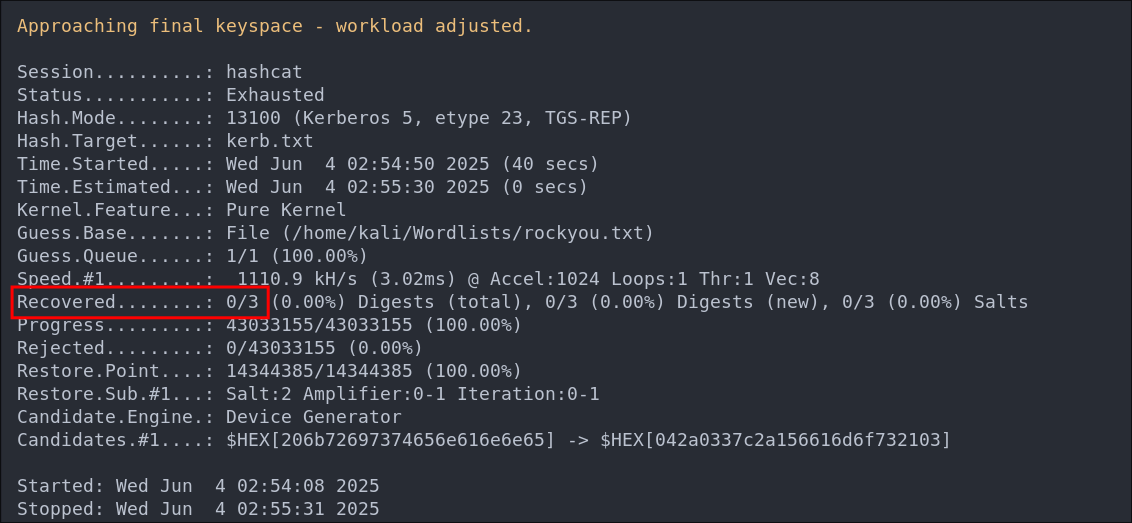 Approaching final keyspace - workload adjusted.
Session..........: hashcat
Status...........: Exhausted
Hash.Mode........: 13100 (Kerberos 5, etype 23, TGS-REP)
Hash.Target......: kerb.txt
Time.Started.....: Wed Jun  4 02:54:50 2025 (40 secs)
Time.Estimated...: Wed Jun  4 02:55:30 2025 (0 secs)
Kernel.Feature...: Pure Kernel
Guess.Base.......: File (/home/kali/Wordlists/rockyou.txt)
Guess.Queue......: 1/1 (100.00%)
Speed.#1.........:  1110.9 kH/s (3.02ms) @ Accel:1024 Loops:1 Thr:1 Vec:8
Recovered........: 0/3 (0.00%) Digests (total), 0/3 (0.00%) Digests (new), 0/3 (0.00%) Salts
Progress.........: 43033155/43033155 (100.00%)
Rejected.........: 0/43033155 (0.00%)
Restore.Point....: 14344385/14344385 (100.00%)
Restore.Sub.#1...: Salt:2 Amplifier:0-1 Iteration:0-1
Candidate.Engine.: Device Generator
Candidates.#1....: $HEX[206b72697374656e616e6e65] -> $HEX[042a0337c2a156616d6f732103]
Started: Wed Jun  4 02:54:08 2025
Stopped: Wed Jun  4 02:55:31 2025